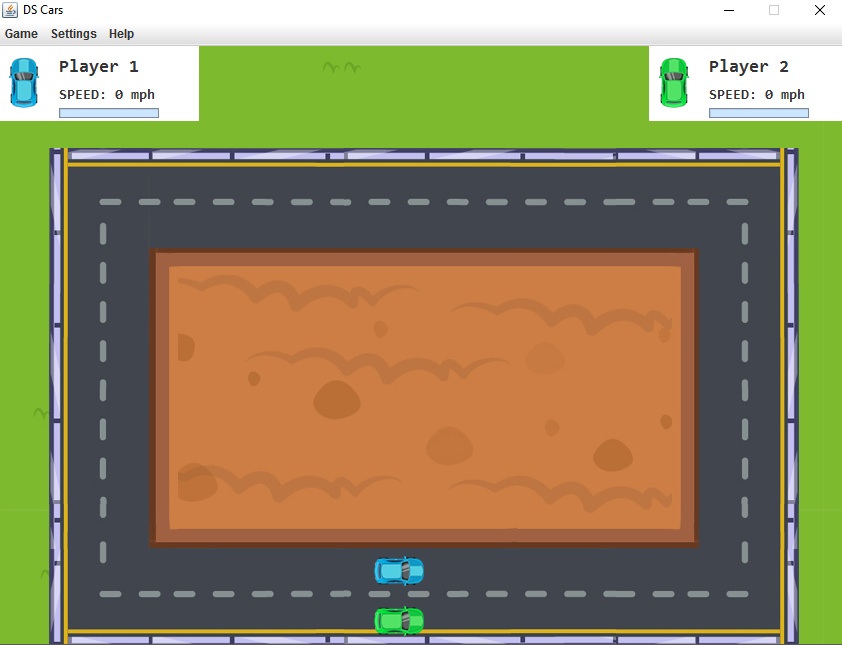 DS Cars
Game Settings Help
Player 1
SPEED: 0 mph
Player 2
SPEED: 0 mph